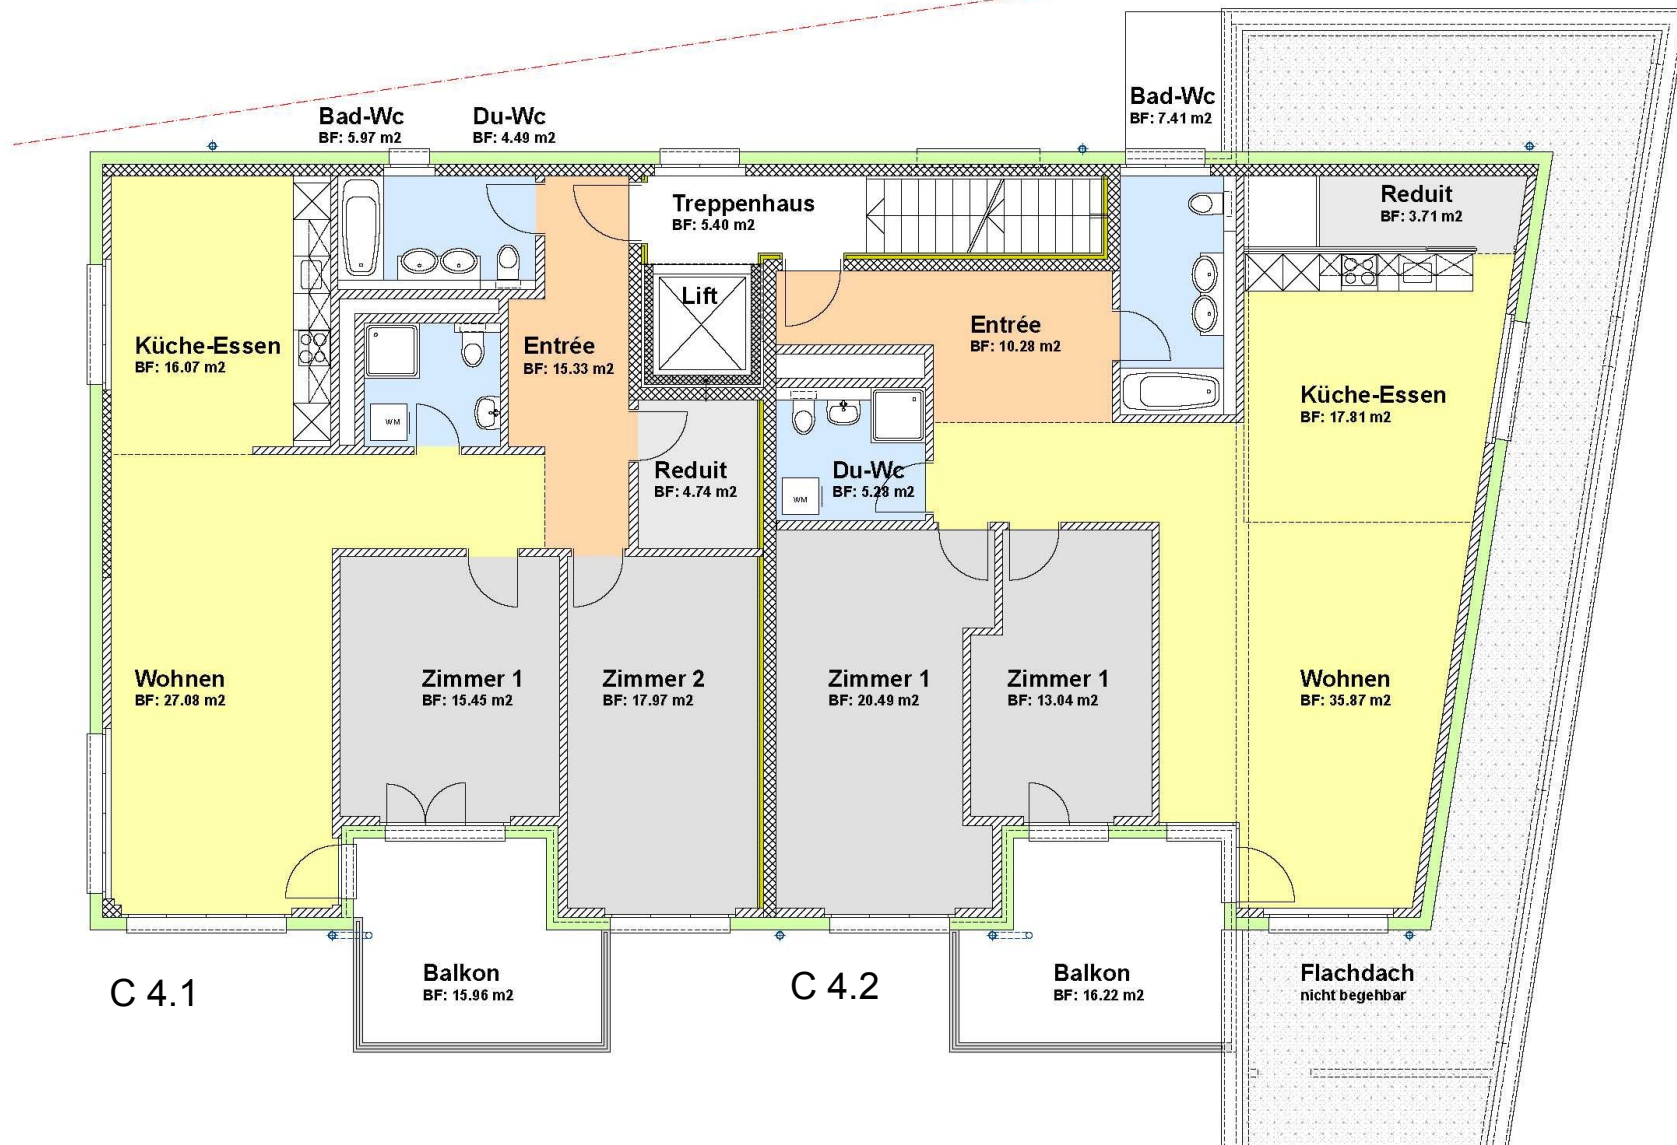 Bad-Wc
BF: 5.97 m2
Du-Wc
BF: 4.49 m2
Bad-Wc
BF: 7.41 m2
Treppenhaus
BF: 5.40 m2
Reduit
BF: 3.71 m2
Lift
Küche-Essen
BF: 16.07 m2
Entrée
BF: 15.33 m2
Entrée
BF: 10.28 m2
Küche-Essen
BF: 17.81 m2
WM
Reduit
BF: 4.74 m2
Du-Wc
BF: 5.28 m2
WM
Wohnen
BF: 27.08 m2
Zimmer 1
BF: 15.45 m2
Zimmer 2
BF: 17.97 m2
Zimmer 1
BF: 20.49 m2
Zimmer 1
BF: 13.04 m2
Wohnen
BF: 35.87 m2
C 4.1
Balkon
BF: 15.96 m2
C 4.2
Balkon
BF: 16.22 m2
Flachdach
nicht begehbar